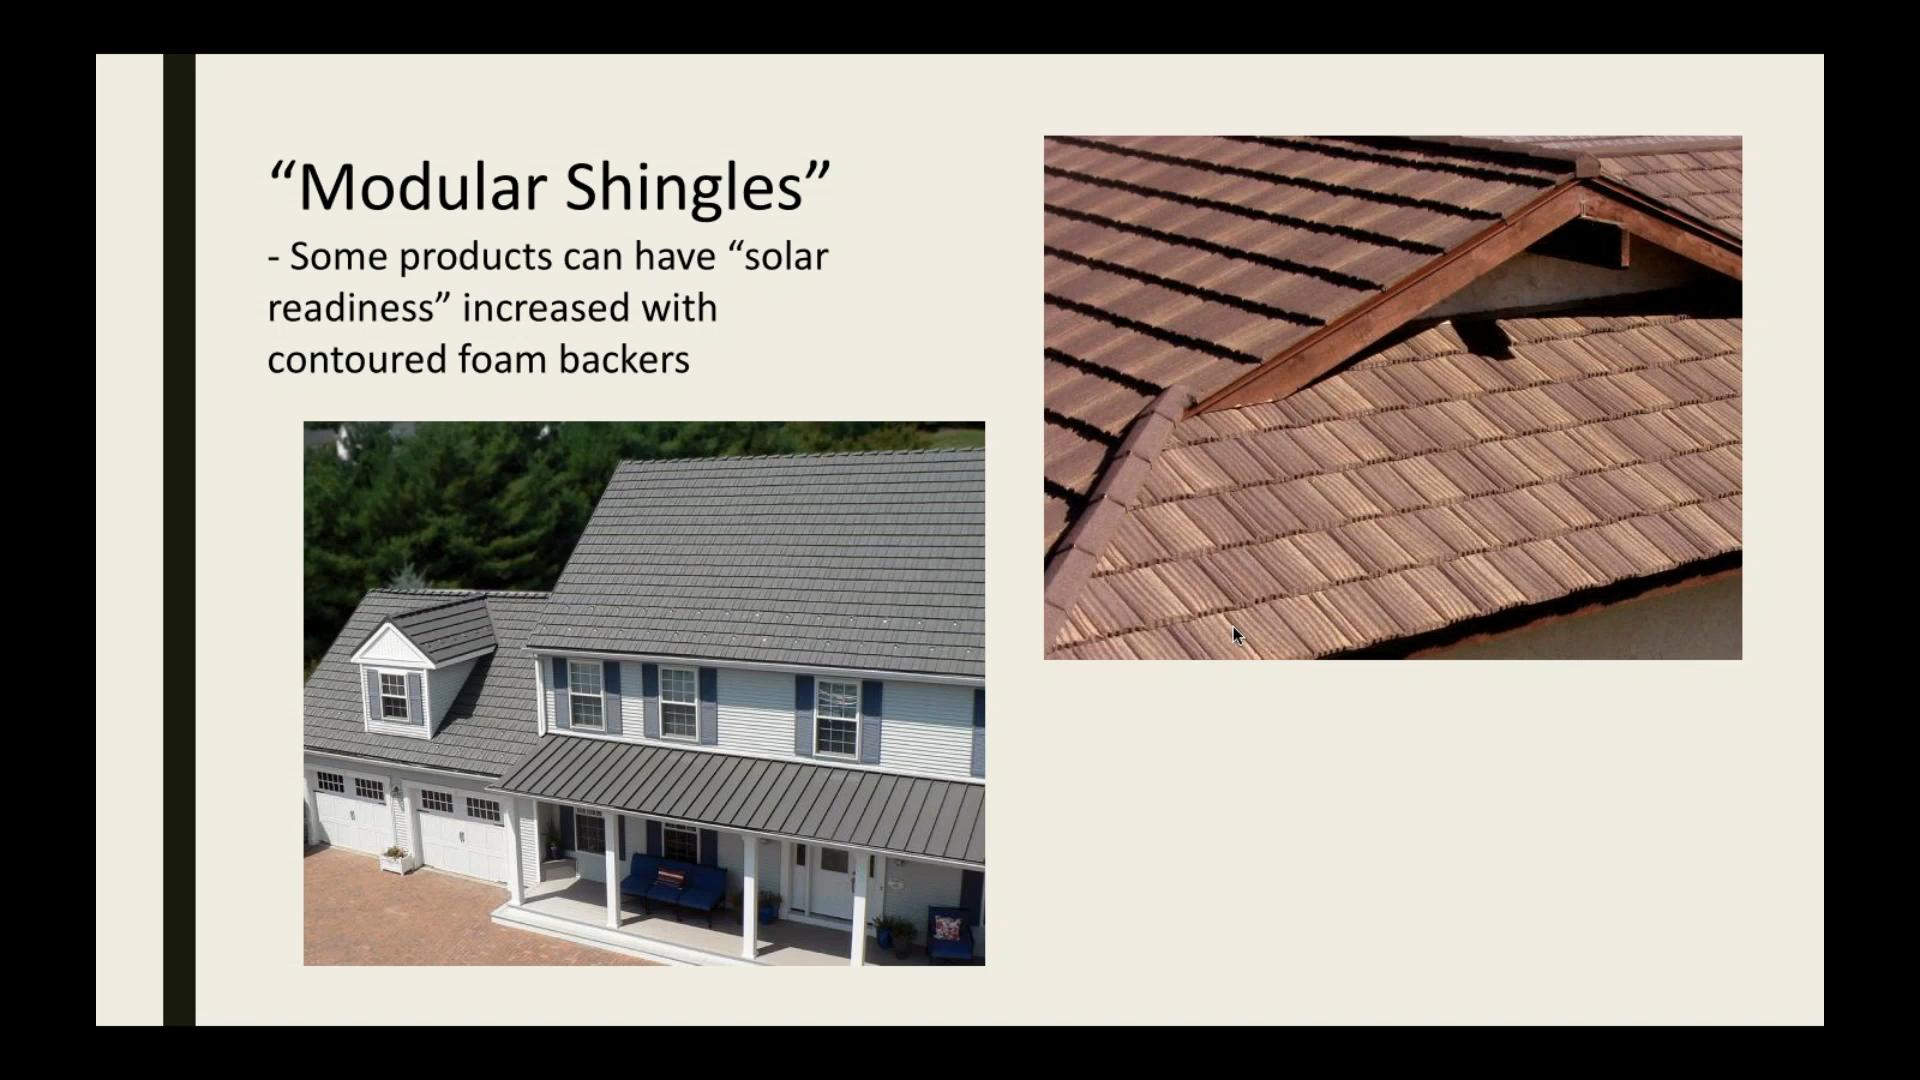 “Modular Shingles”
- Some products can have “solar
readiness” increased with
contoured foam backers